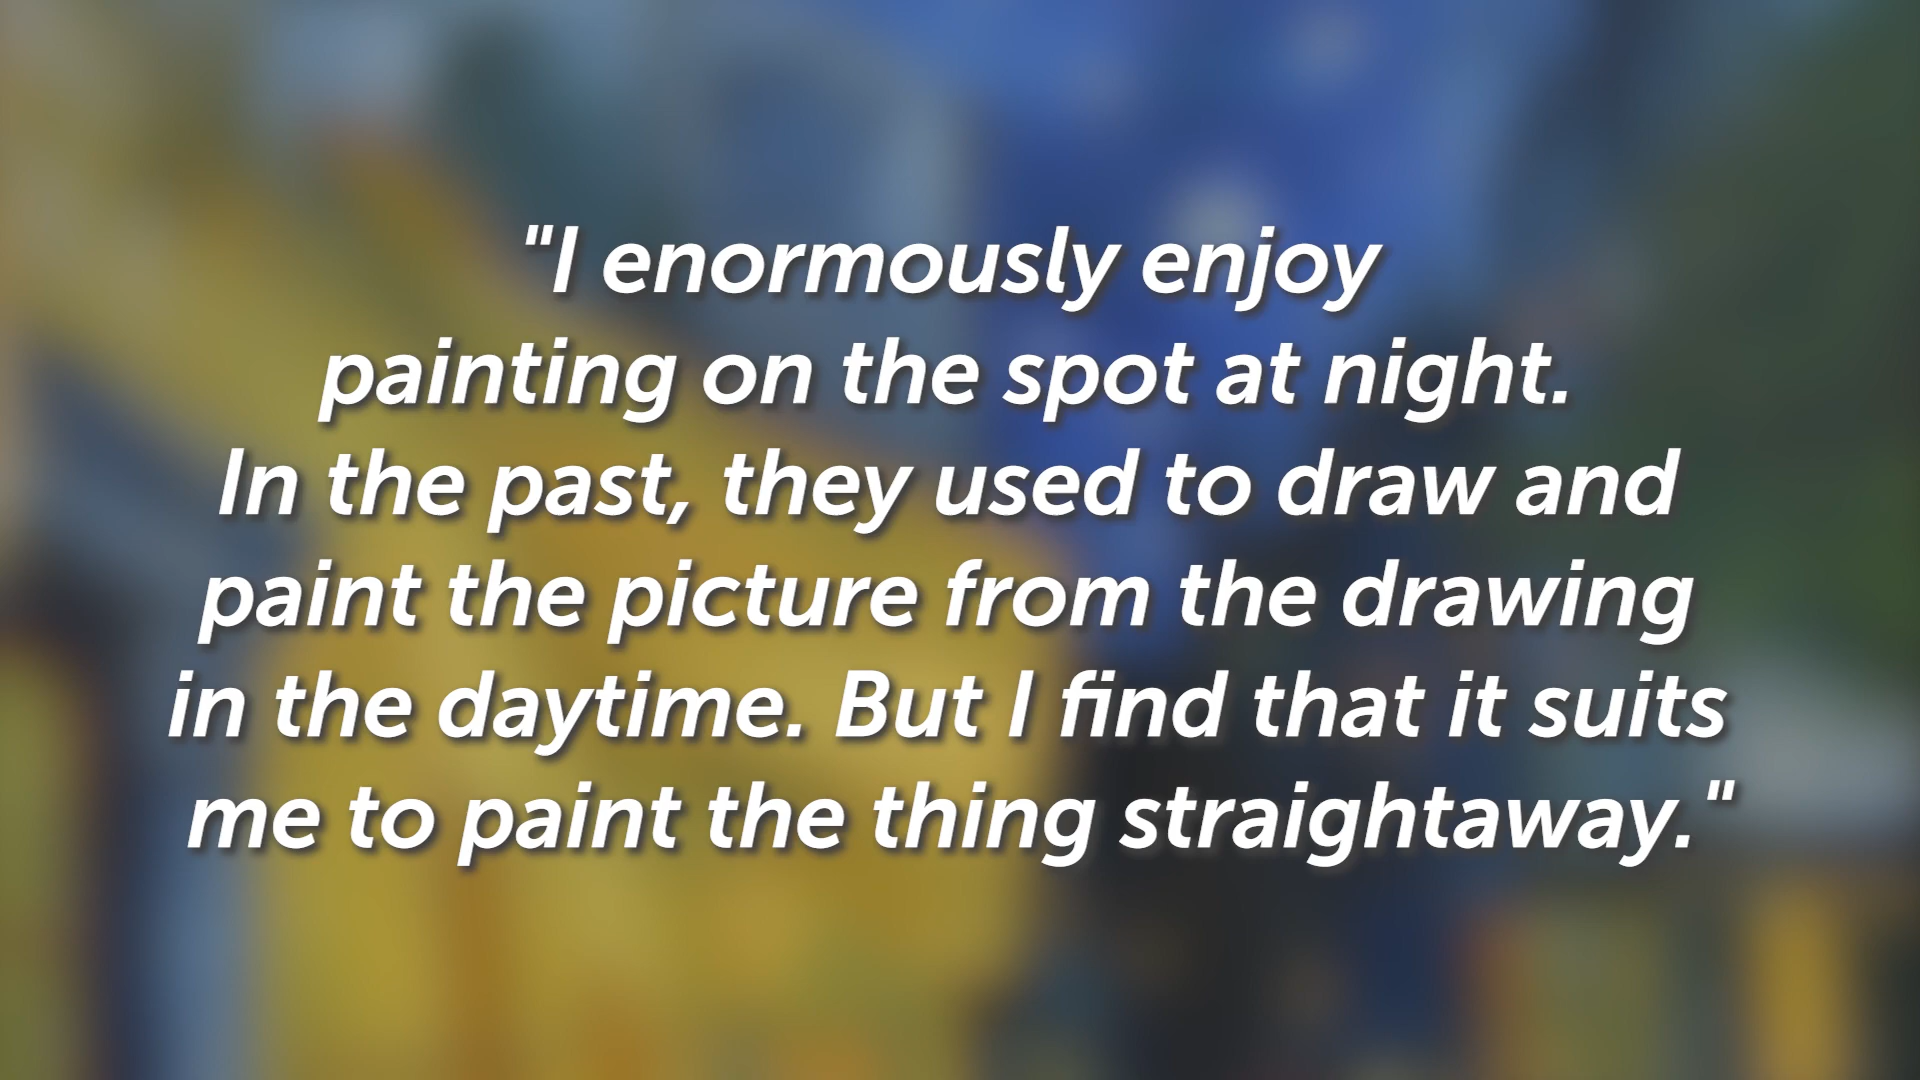 "I enormously enjoy
painting on the spot at night.
In the past, they used to draw and
paint the picture from the drawing
in the daytime. But I find that it suits
me to paint the thing straightaway."